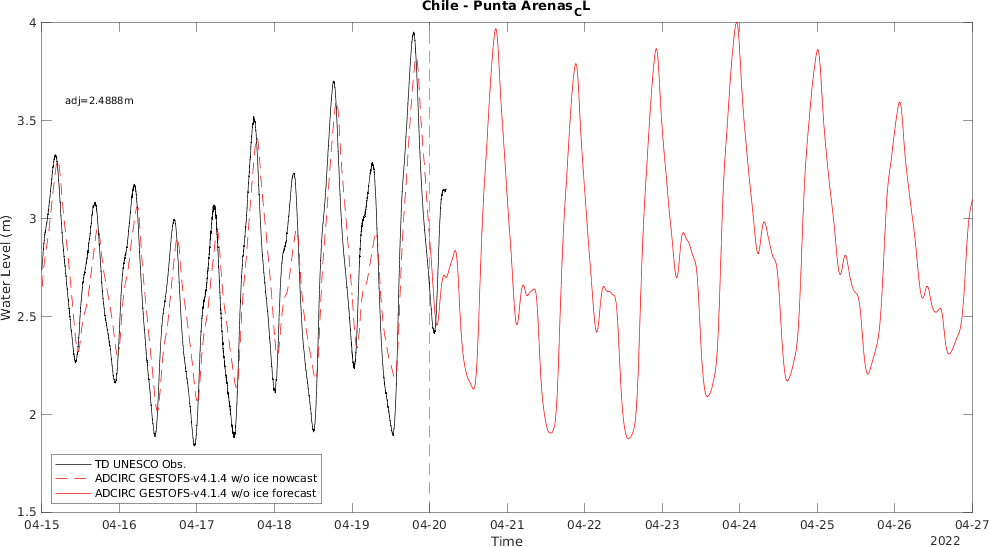 Chile - Punta Arenas_CL
4
3.5
3
2.5
2
1.5
Water Level (m)
adj=2.4888m
TD UNESCO Obs.
ADCIRC GESTOFS-v4.1.4 w/o ice nowcast
ADCIRC GESTOFS-v4.1.4 w/o ice forecast
04-15 04-16 04-17 04-18 04-19 04-20 04-21 04-22 04-23 04-24 04-25 04-26 04-27
Time
2022